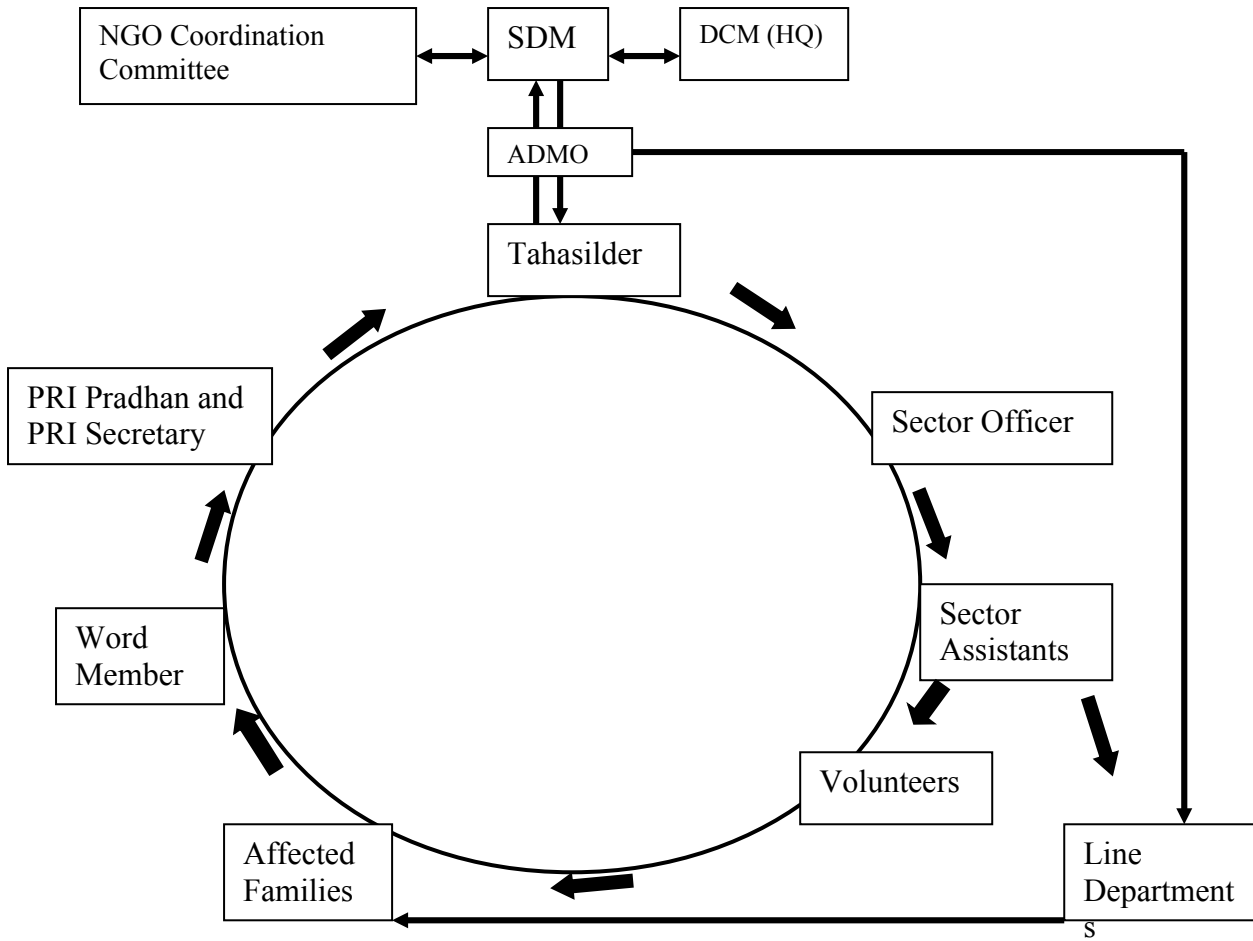 NGO Coordination
Committee
SDM
DCM (HQ)
ADMO
Tahasilder
PRI Pradhan and
PRI Secretary
Sector Officer
Word
Member
Sector
Assistants
Volunteers
Affected
Families
Line
Department
s